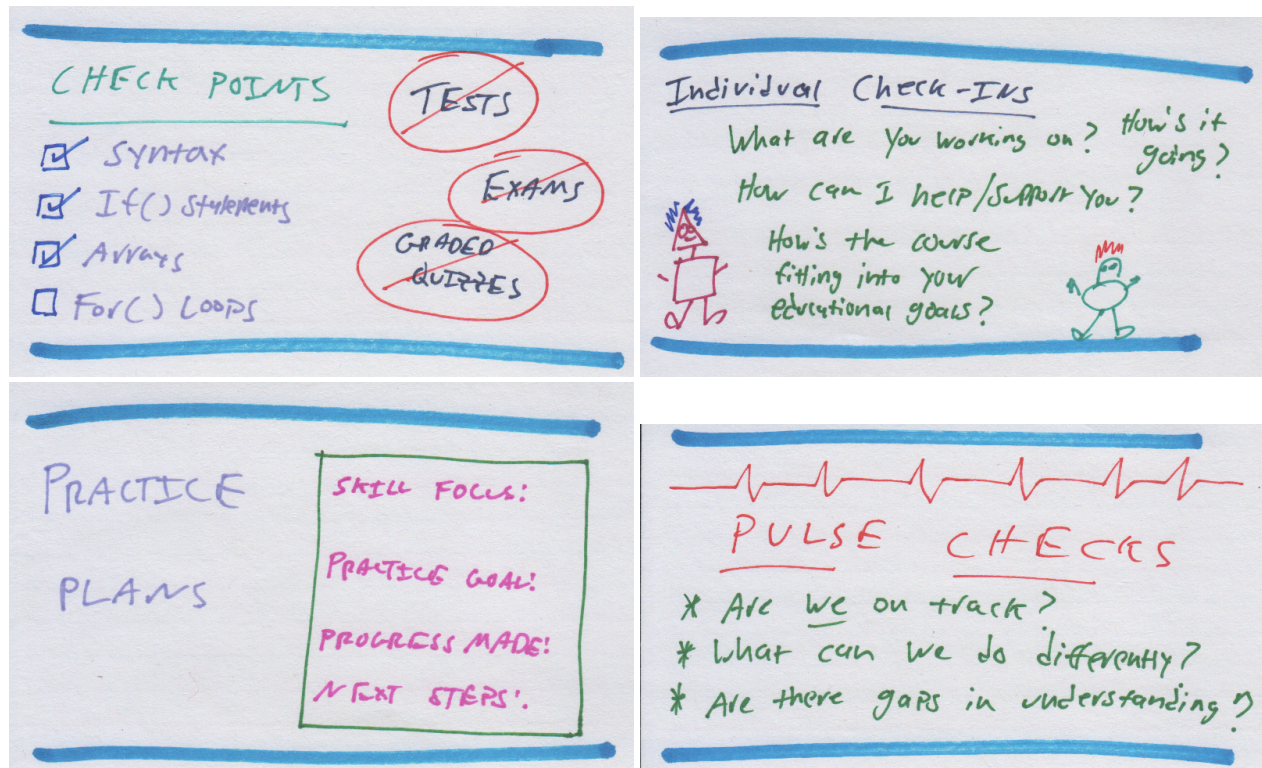 CHECK POINTS
☑ Syntax
☑ If() statements
☑ Arrays
☐ For() Loops
TESTS
EXAMS
GRADED
QUIZZES
Individual Check-INs
What are you working on?
How's it
going?
How can I help/support you?
How's the course
fitting into your
educational goals?
PRACTICE
PLANS
SKILL FOCUS:
PRACTICE GOAL:
PROGRESS MADE:
NEXT STEPS:
PULSE CHECKS
* Are we on track?
* What can we do differently?
* Are there gaps in understanding?